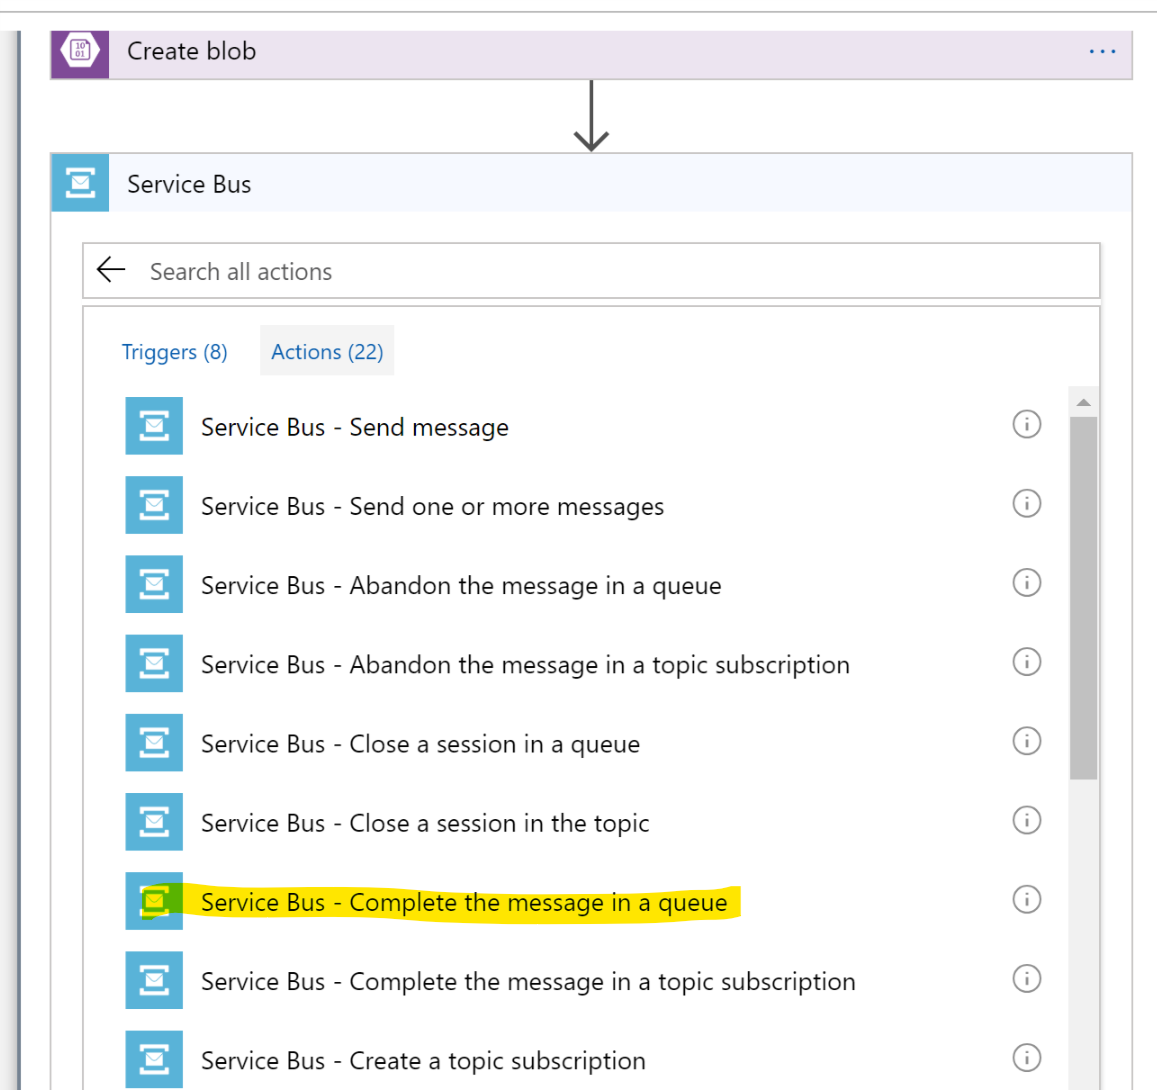 Create blob
Service Bus
Search all actions
Triggers (8) Actions (22)
Service Bus - Send message
Service Bus - Send one or more messages
Service Bus - Abandon the message in a queue
Service Bus - Abandon the message in a topic subscription
Service Bus - Close a session in a queue
Service Bus - Close a session in the topic
Service Bus - Complete the message in a queue
Service Bus - Complete the message in a topic subscription
Service Bus - Create a topic subscription